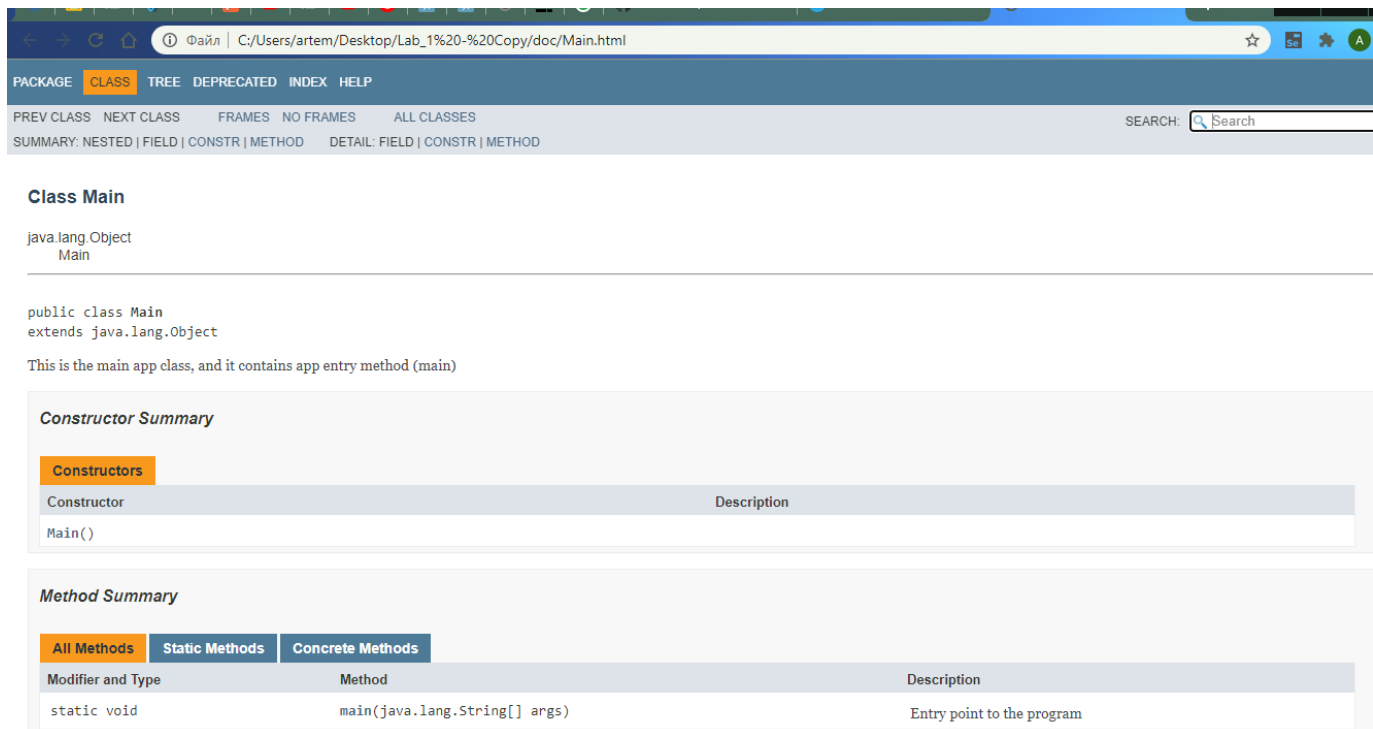 Файл | C:/Users/artem/Desktop/Lab_1%20-%20Copy/doc/Main.html
Se A
PACKAGE CLASS TREE DEPRECATED INDEX HELP
PREV CLASS NEXT CLASS FRAMES NO FRAMES ALL CLASSES
SEARCH: Search
SUMMARY: NESTED | FIELD | CONSTR | METHOD DETAIL: FIELD | CONSTR | METHOD
Class Main
java.lang.Object
Main
public class Main
extends java.lang.Object
This is the main app class, and it contains app entry method (main)
Constructor Summary
Constructors
Constructor Description
Main()
Method Summary
All Methods Static Methods Concrete Methods
Modifier and Type Method Description
static void main(java.lang.String[] args) Entry point to the program